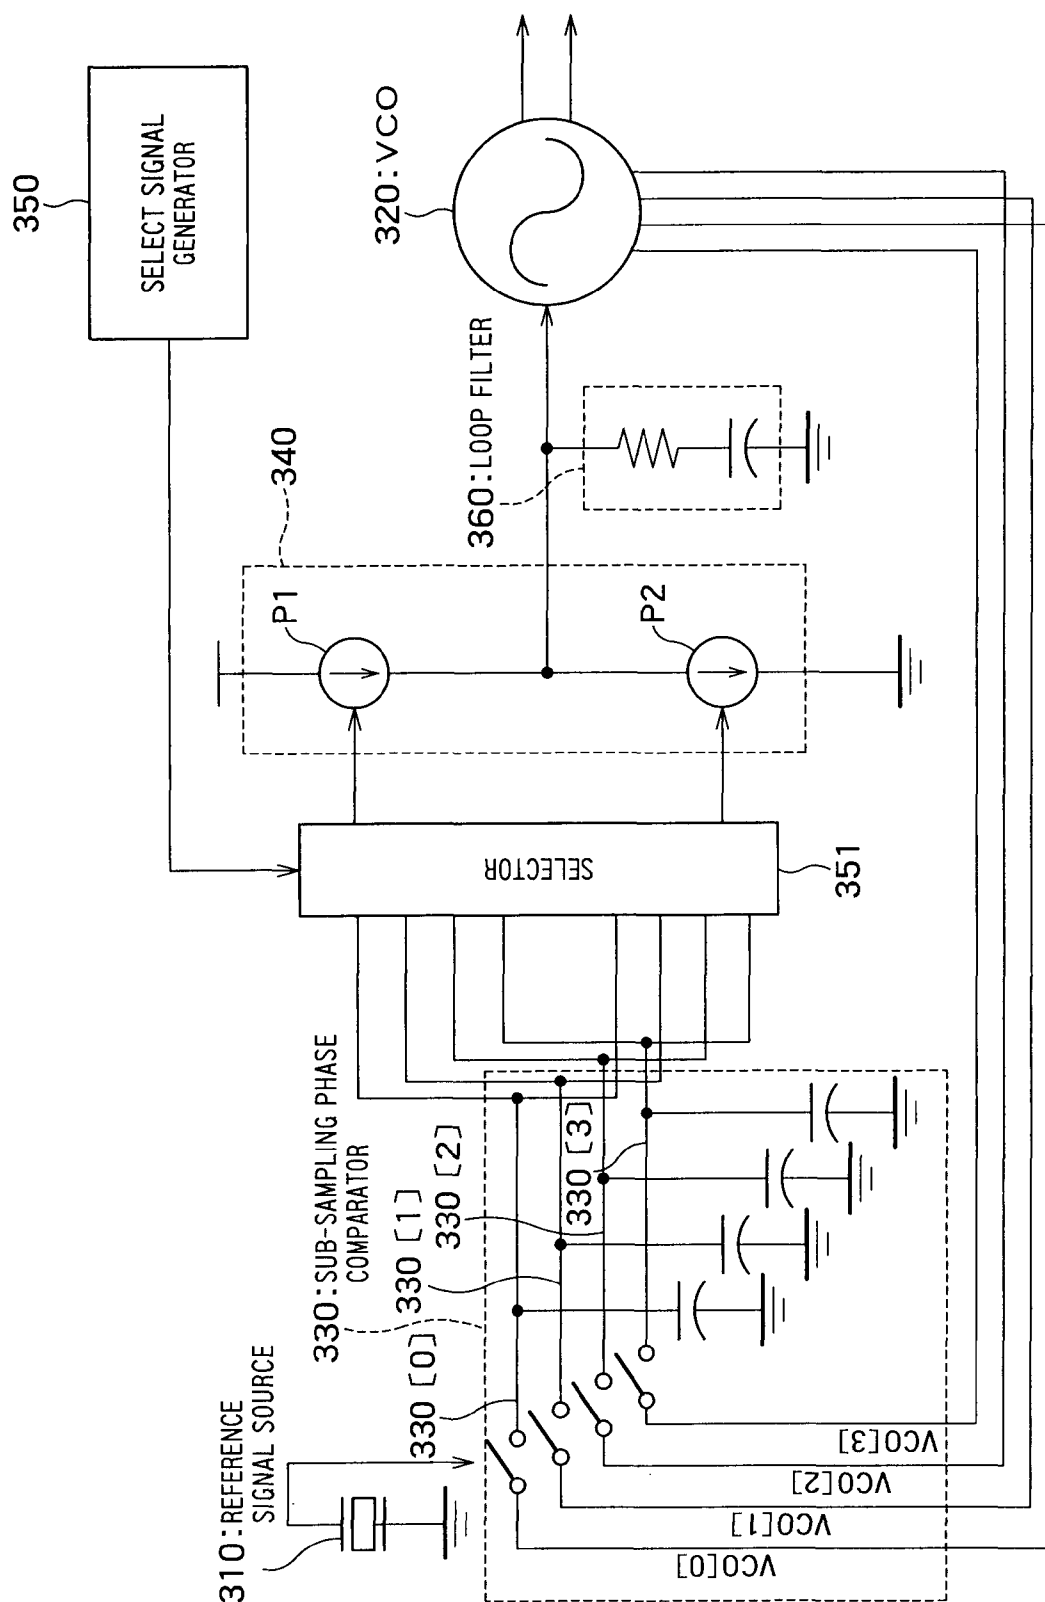 350
SELECT SIGNAL
GENERATOR
320:VCO
360:LOOP FILTER
340
P1
P2
SELECTOR
351
330:SUB-SAMPLING PHASE
COMPARATOR
330 [0]
330 [1]
330 [2]
330 [3]
310:REFERENCE
SIGNAL SOURCE
VCO[0]
VCO[1]
VCO[2]
VCO[3]